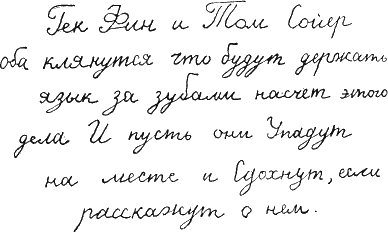 Гек Фин и Том Сойер
оба клянутся что будут держать
язык за зубами насчет этого
дела И пусть они Упадут
на месте и Сдохнут, если
расскажут о нем.